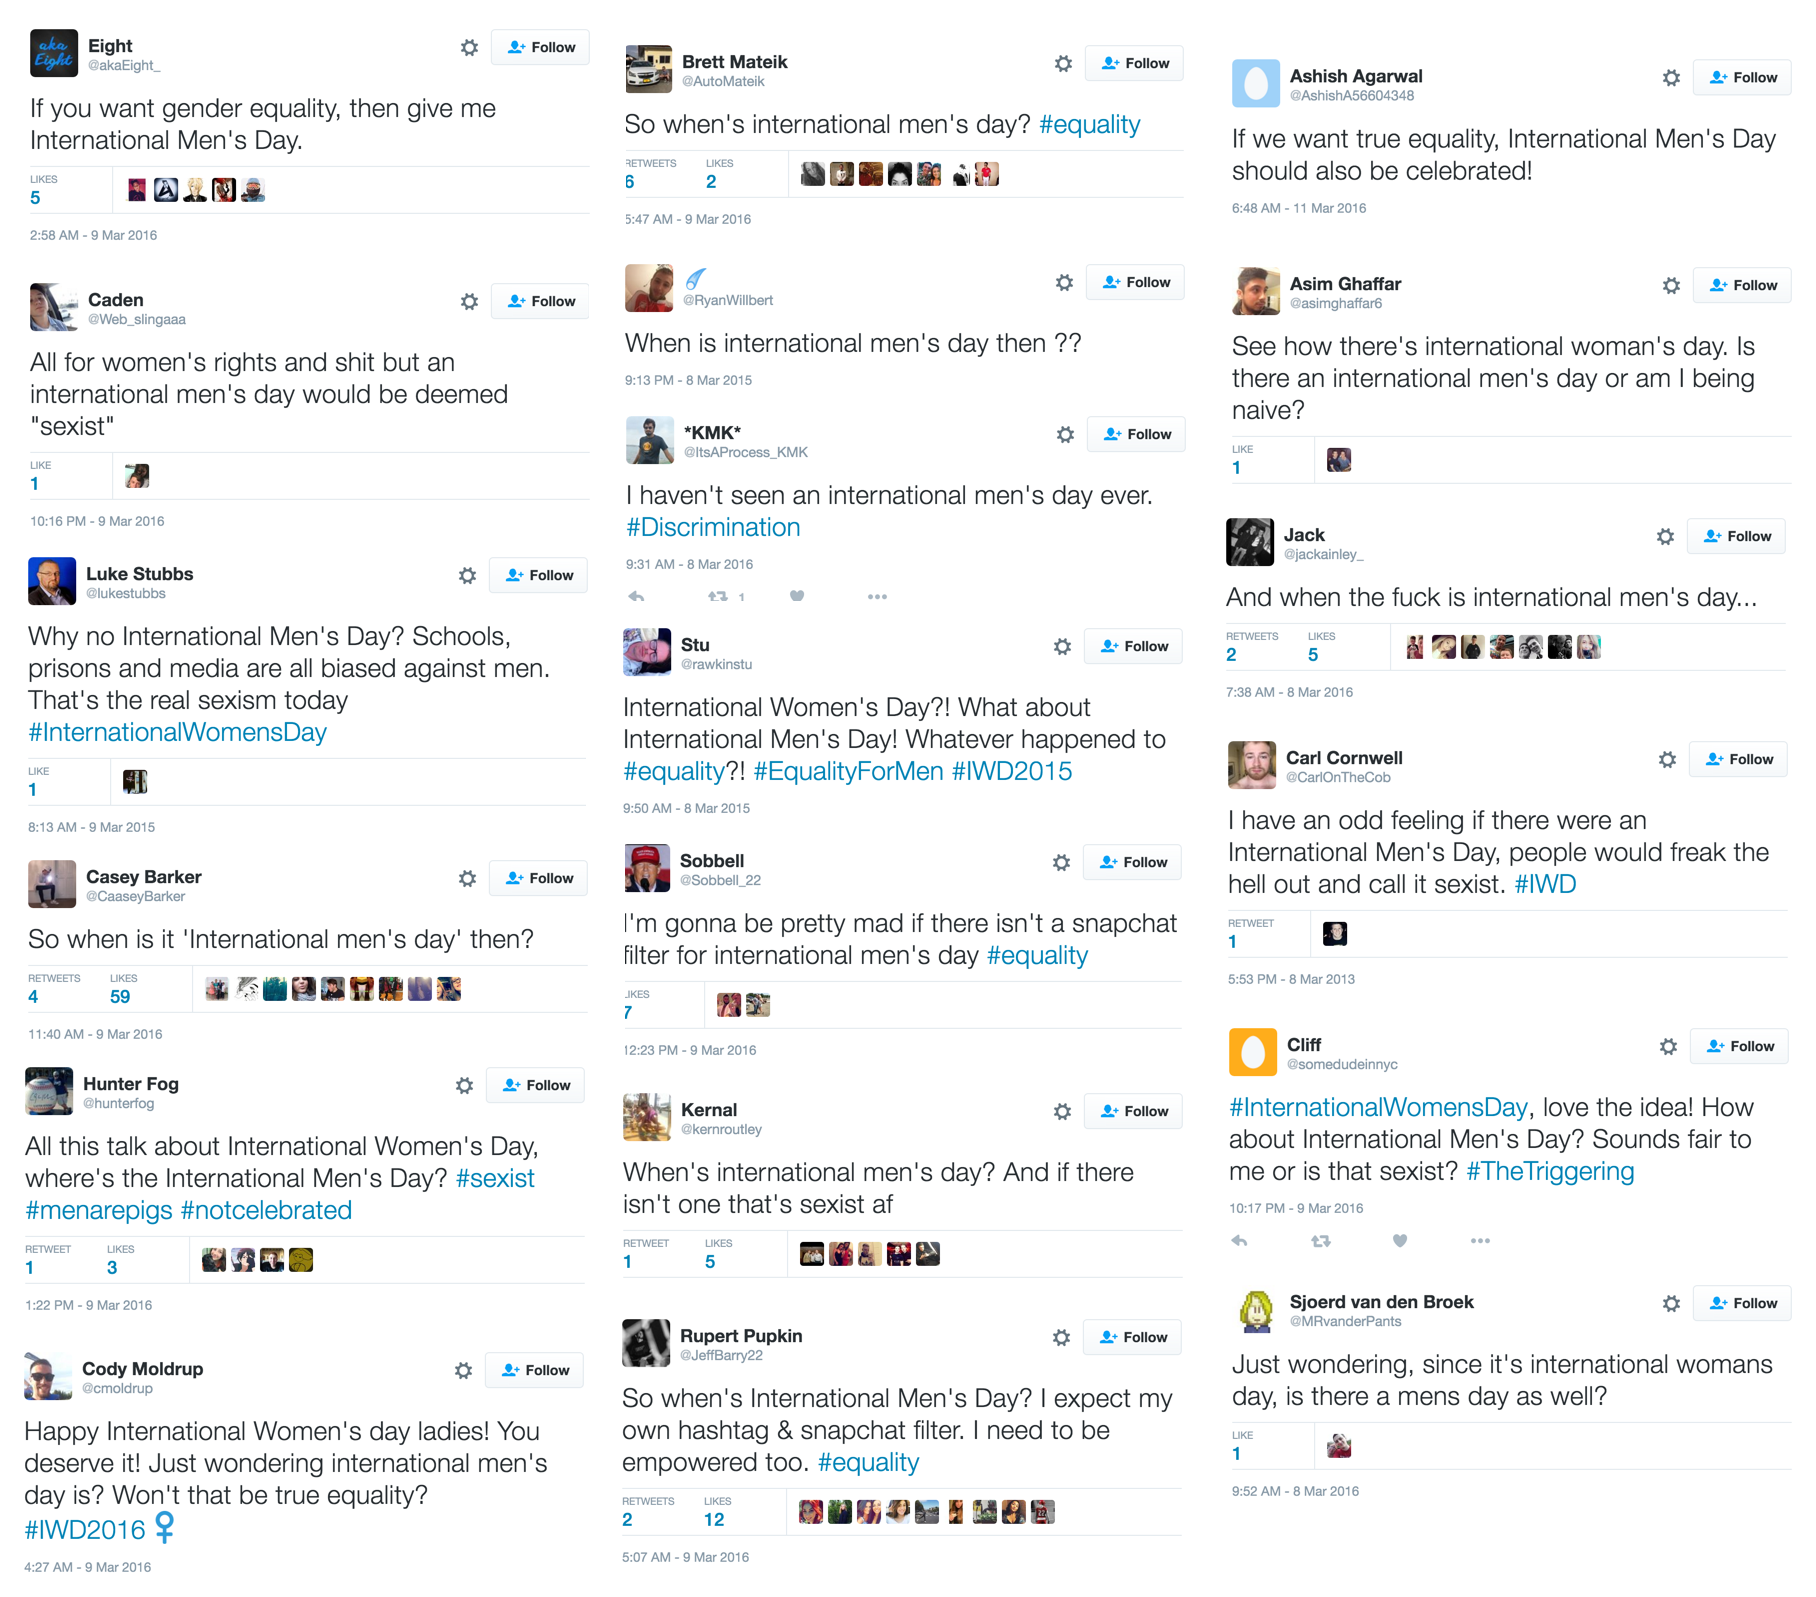 aka
Eight
Eight
@akaEight_
Follow
If you want gender equality, then give me
International Men's Day.
LIKES
5
2:58 AM - 9 Mar 2016
Caden
@Web_slingaaa
Follow
All for women's rights and shit but an
international men's day would be deemed
"sexist"
LIKE
1
10:16 PM - 9 Mar 2016
Luke Stubbs
@lukestubbs
Follow
Why no International Men's Day? Schools,
prisons and media are all biased against men.
That's the real sexism today
#InternationalWomensDay
LIKE
1
8:13 AM - 9 Mar 2015
Casey Barker
@CaaseyBarker
Follow
So when is it 'International men's day' then?
RETWEETS LIKES
4 59
11:40 AM - 9 Mar 2016
Hunter Fog
@hunterfog
Follow
All this talk about International Women's Day,
where's the International Men's Day? #sexist
#menarepigs #notcelebrated
RETWEET LIKES
1 3
1:22 PM - 9 Mar 2016
Cody Moldrup
@cmoldrup
Follow
Happy International Women's day ladies! You
deserve it! Just wondering international men's
day is? Won't that be true equality?
#IWD2016 ♀
4:27 AM - 9 Mar 2016
Brett Mateik
@AutoMateik
Follow
So when's international men's day? #equality
RETWEETS LIKES
6 2
5:47 AM - 9 Mar 2016
@RyanWillbert
Follow
When is international men's day then ??
9:13 PM - 8 Mar 2015
*KMK*
@ItsAProcess_KMK
Follow
I haven't seen an international men's day ever.
#Discrimination
9:31 AM - 8 Mar 2016
1
Stu
@rawkinstu
Follow
International Women's Day?! What about
International Men's Day! Whatever happened to
#equality?! #EqualityForMen #IWD2015
9:50 AM - 8 Mar 2015
Sobbell
@Sobbell_22
Follow
I'm gonna be pretty mad if there isn't a snapchat
filter for international men's day #equality
LIKES
7
12:23 PM - 9 Mar 2016
Kernal
@kernroutley
Follow
When's international men's day? And if there
isn't one that's sexist af
RETWEET LIKES
1 5
Rupert Pupkin
@JeffBarry22
Follow
So when's International Men's Day? I expect my
own hashtag & snapchat filter. I need to be
empowered too. #equality
RETWEETS LIKES
2 12
5:07 AM - 9 Mar 2016
Ashish Agarwal
@AshishA56604348
Follow
If we want true equality, International Men's Day
should also be celebrated!
6:48 AM - 11 Mar 2016
Asim Ghaffar
@asimghaffar6
Follow
See how there's international woman's day. Is
there an international men's day or am I being
naive?
LIKE
1
Jack
@jackainley_
Follow
And when the fuck is international men's day...
RETWEETS LIKES
2 5
7:38 AM - 8 Mar 2016
Carl Cornwell
@CarlOnTheCob
Follow
I have an odd feeling if there were an
International Men's Day, people would freak the
hell out and call it sexist. #IWD
RETWEET
1
5:53 PM - 8 Mar 2013
Cliff
@somedudeinnyc
Follow
#InternationalWomensDay, love the idea! How
about International Men's Day? Sounds fair to
me or is that sexist? #TheTriggering
10:17 PM - 9 Mar 2016
Sjoerd van den Broek
@MRvanderPants
Follow
Just wondering, since it's international womans
day, is there a mens day as well?
LIKE
1
9:52 AM - 8 Mar 2016